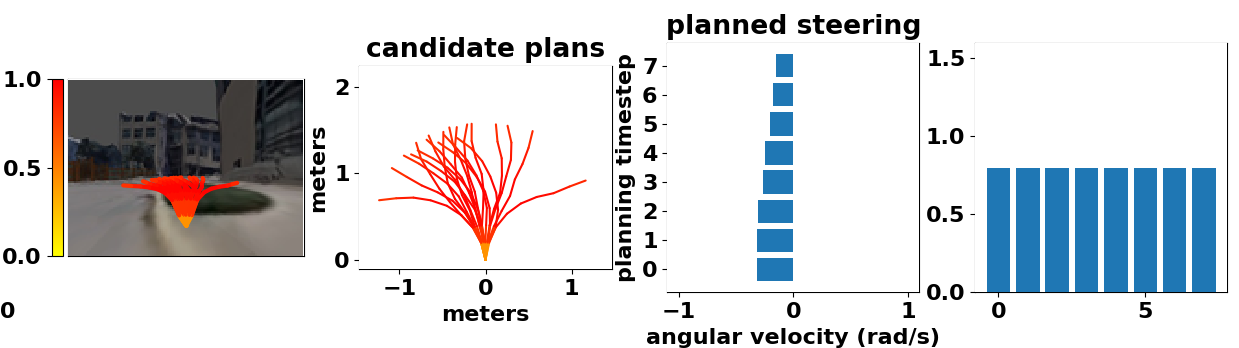 1.0
0.5
0.0
0
candidate plans
meters
2
1
0
−1 0 1
meters
planned steering
planning timestep
7
6
5
4
3
2
1
0
−1 0 1
angular velocity (rad/s)
1.5
1.0
0.5
0.0
0 5